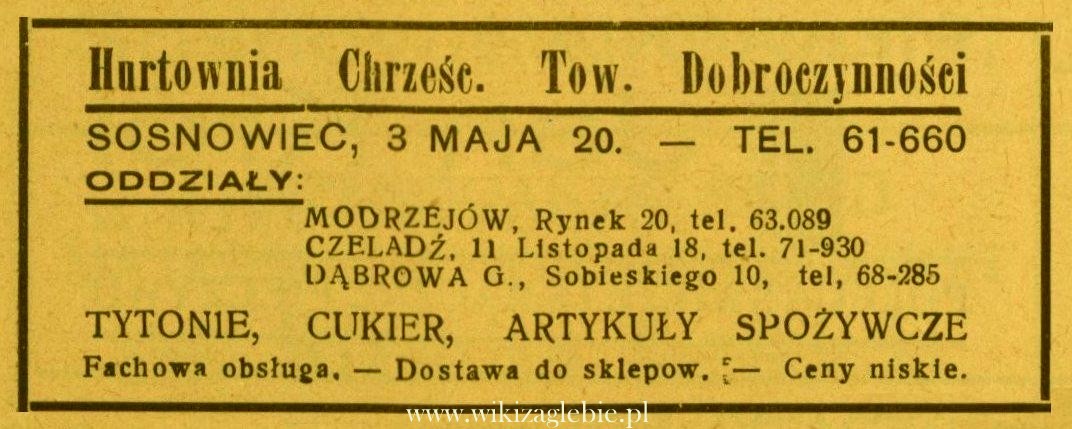 Hurtownia Chrześc. Tow. Dobroczynności
SOSNOWIEC, 3 MAJA 20. — TEL. 61-660
ODDZIAŁY:
MODRZEJÓW, Rynek 20, tel. 63.089
CZELADŹ, 11 Listopada 18, tel. 71-930
DĄBROWA G., Sobieskiego 10, tel, 68-285
TYTONIE, CUKIER, ARTYKUŁY SPOŻYWCZE
Fachowa obsługa. — Dostawa do sklepow. — Ceny niskie.
www.wikizaglebie.pl